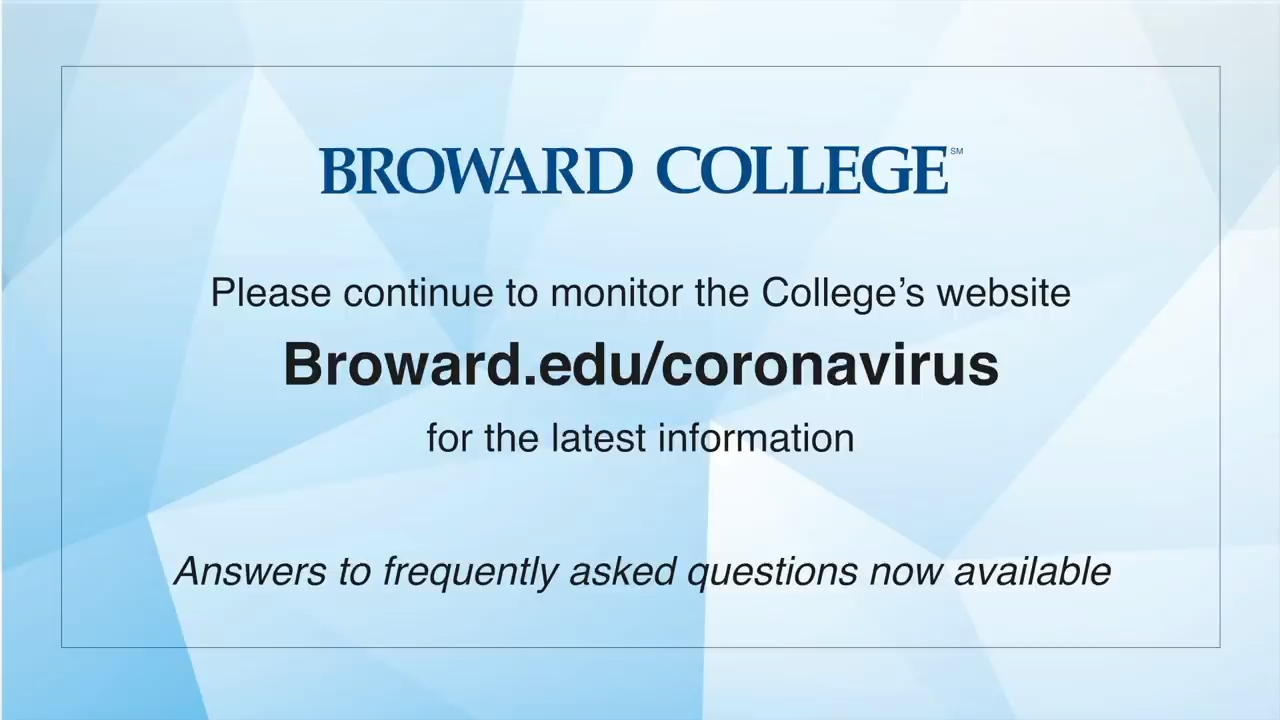 BROWARD COLLEGE℠
Please continue to monitor the College’s website
Broward.edu/coronavirus
for the latest information
Answers to frequently asked questions now available